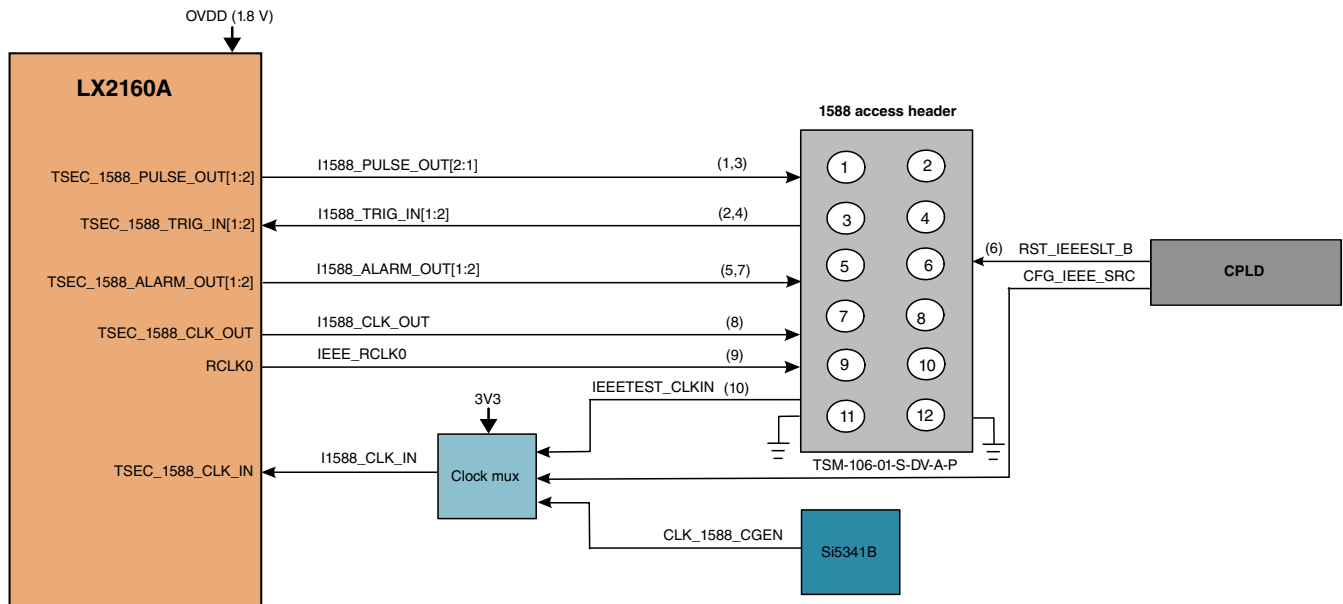 OVDD (1.8 V)
LX2160A
1588 access header
TSEC_1588_PULSE_OUT[1:2]
I1588_PULSE_OUT[2:1]
(1,3)
1
2
TSEC_1588_TRIG_IN[1:2]
I1588_TRIG_IN[1:2]
(2,4)
3
4
TSEC_1588_ALARM_OUT[1:2]
I1588_ALARM_OUT[1:2]
(5,7)
5
6
(6)
RST_IEEESLT_B
CFG_IEEE_SRC
CPLD
TSEC_1588_CLK_OUT
I1588_CLK_OUT
(8)
7
8
RCLK0
IEEE_RCLK0
(9)
9
10
IEEETEST_CLKIN
(10)
11
12
3V3
TSM-106-01-S-DV-A-P
TSEC_1588_CLK_IN
I1588_CLK_IN
Clock mux
CLK_1588_CGEN
Si5341B